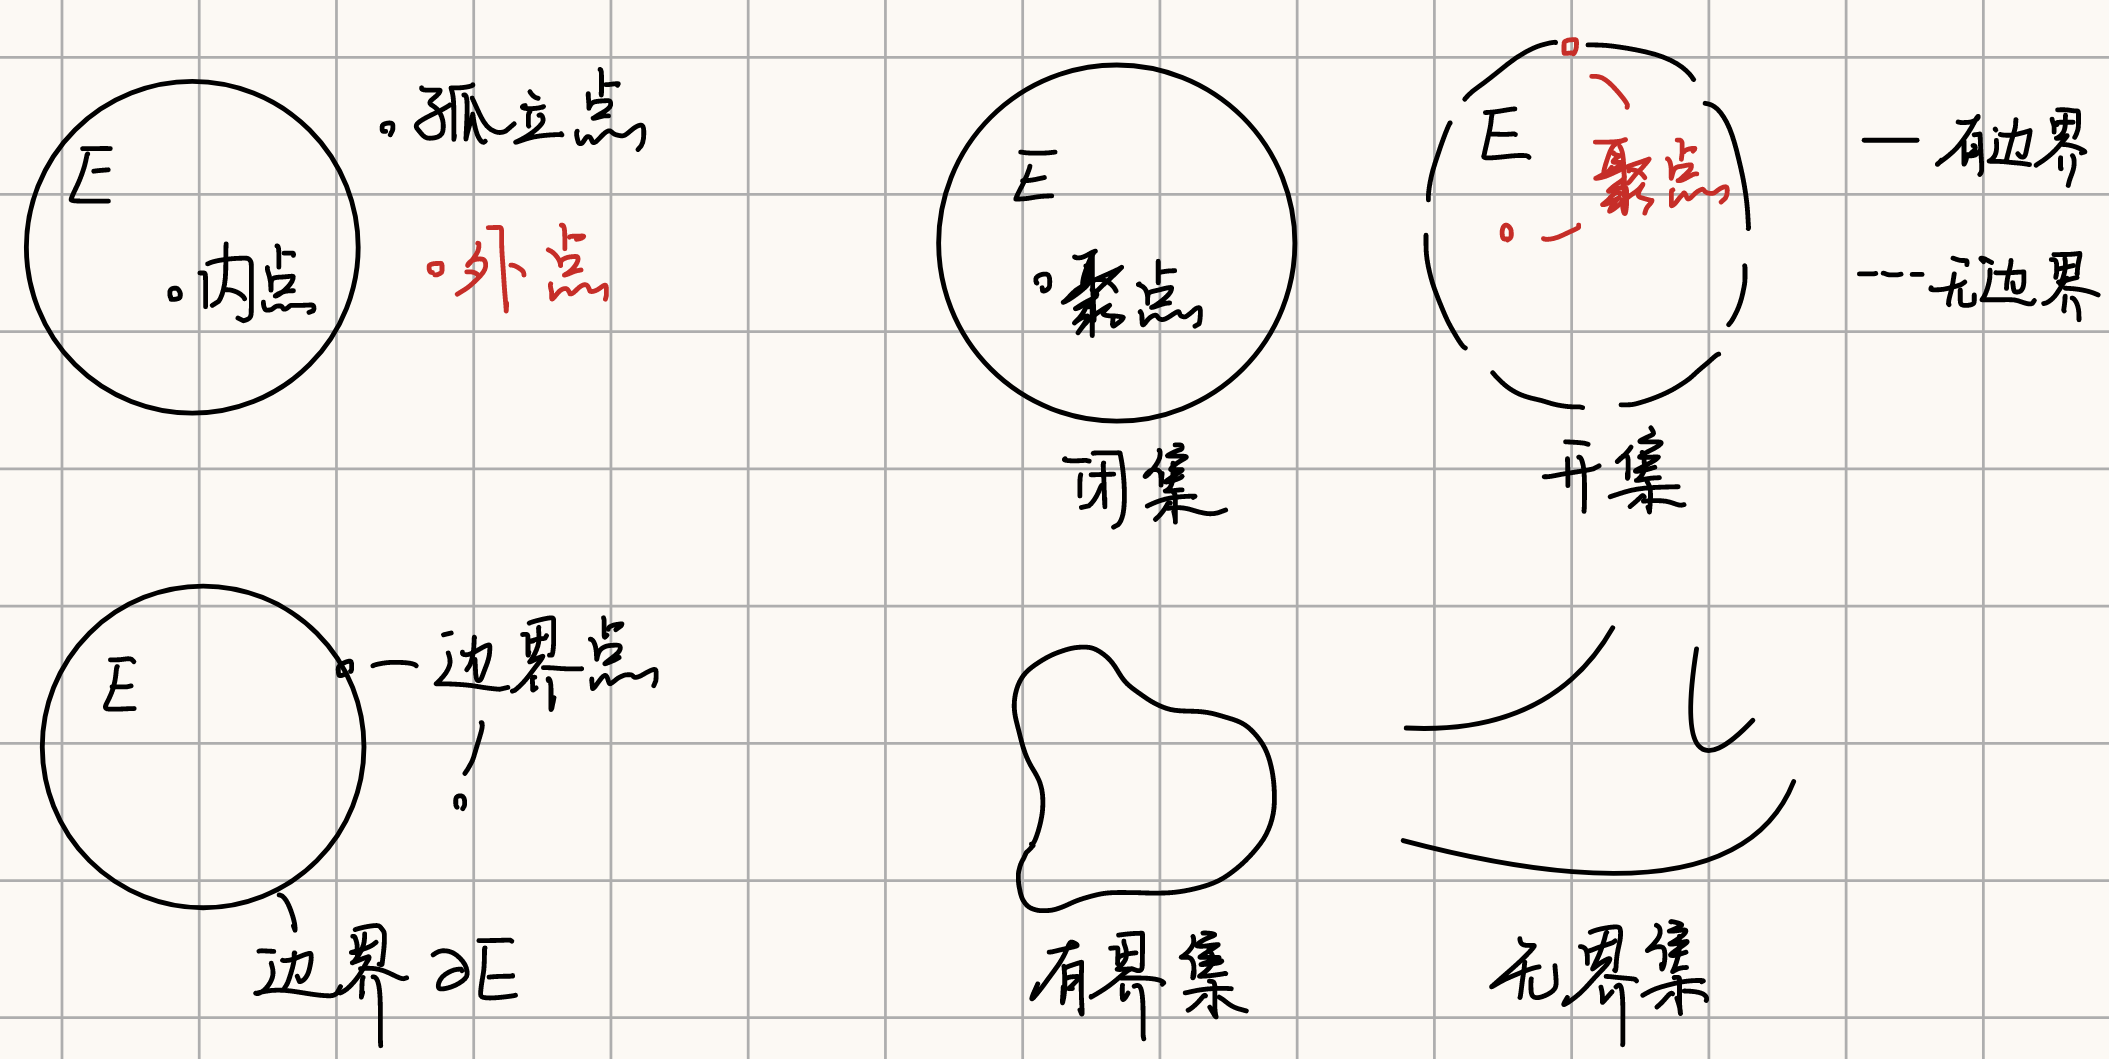 E
孤立点
外点
内点
E
聚点
闭集
E
聚点
开集
— 有边界
--- 无边界
E
边界点
边界 ∂E
有界集
无界集